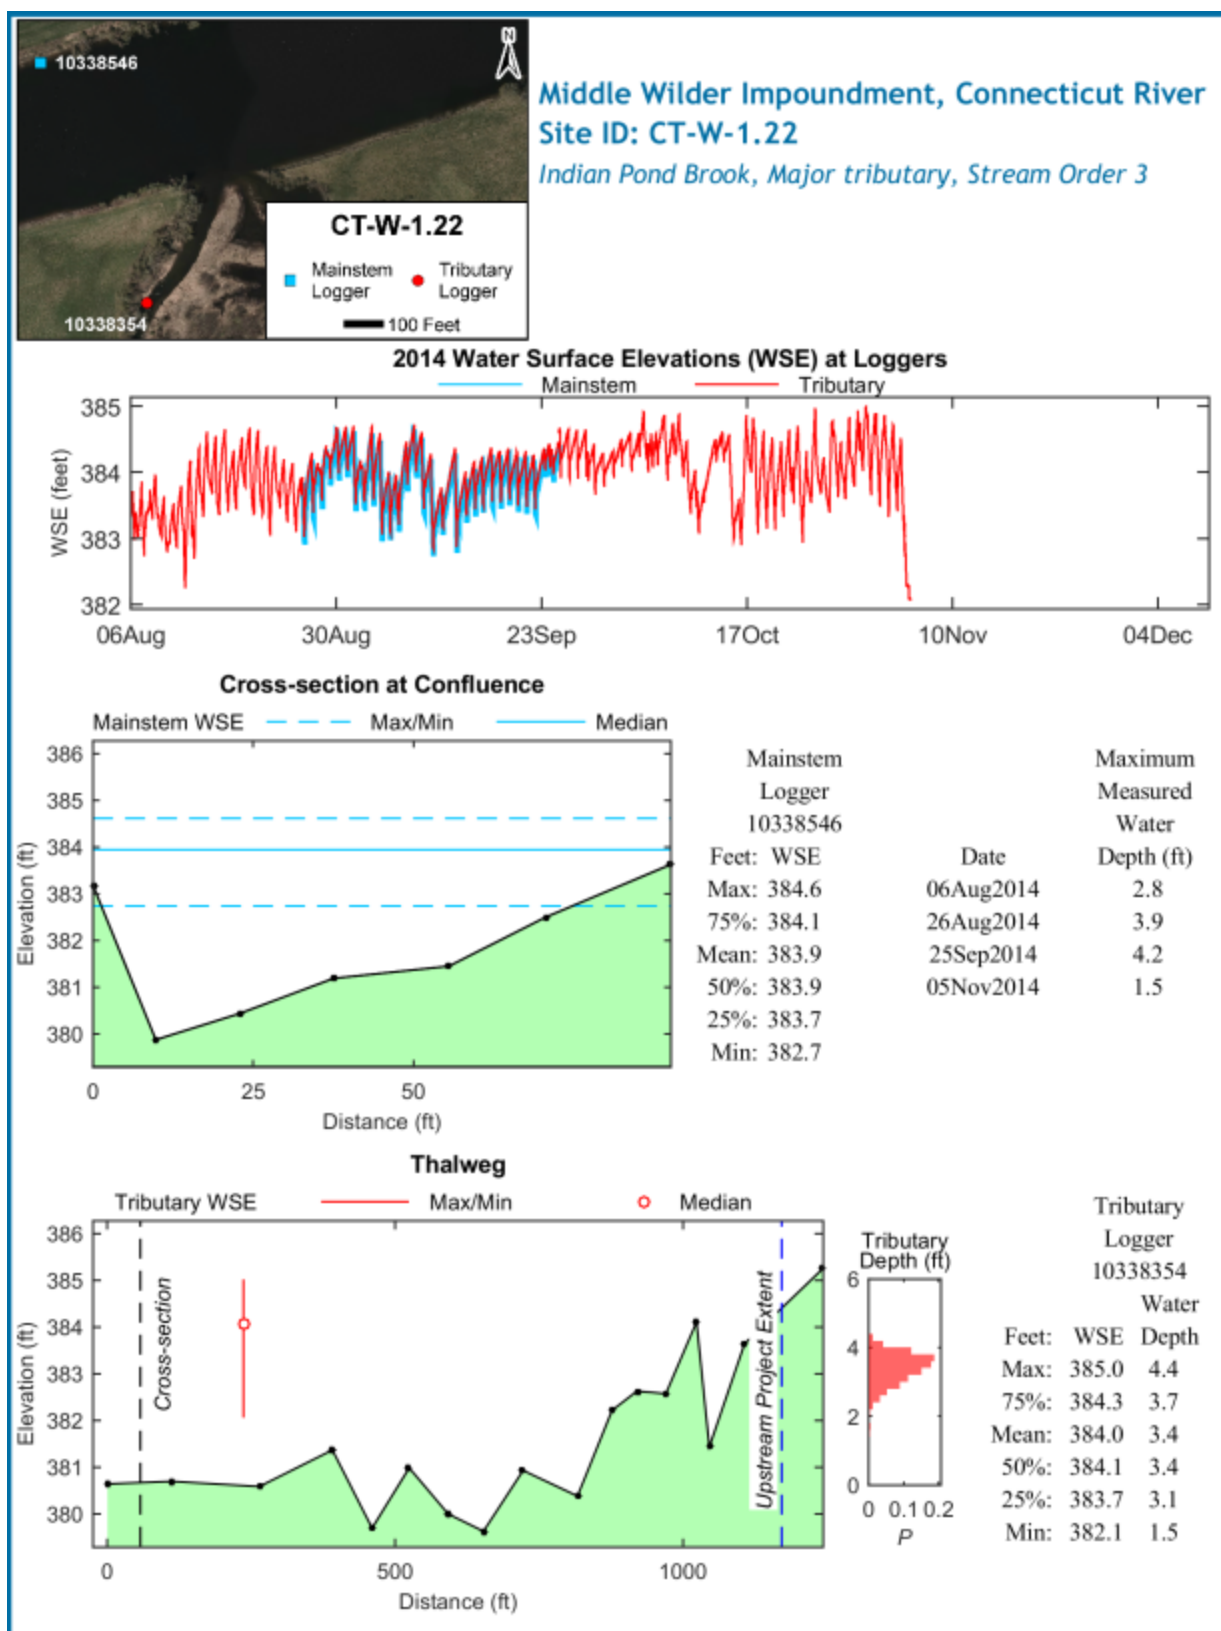 10338546
N
CT-W-1.22
Mainstem Logger
Tributary Logger
100 Feet
10338354
Middle Wilder Impoundment, Connecticut River
Site ID: CT-W-1.22
Indian Pond Brook, Major tributary, Stream Order 3
2014 Water Surface Elevations (WSE) at Loggers
Mainstem Tributary
WSE (feet)
385
384
383
382
06Aug 30Aug 23Sep 17Oct 10Nov 04Dec
Cross-section at Confluence
Mainstem WSE Max/Min Median
Elevation (ft)
386
385
384
383
382
381
380
0 25 50
Distance (ft)
Mainstem
Logger
10338546
Feet: WSE
Max: 384.6
75%: 384.1
Mean: 383.9
50%: 383.9
25%: 383.7
Min: 382.7
Maximum
Measured
Water
Date Depth (ft)
06Aug2014 2.8
26Aug2014 3.9
25Sep2014 4.2
05Nov2014 1.5
Thalweg
Tributary WSE Max/Min Median
Elevation (ft)
386
385
384
383
382
381
380
Cross-section
Upstream Project Extent
0 500 1000
Distance (ft)
Tributary
Depth (ft)
6
4
2
0
0 0.1 0.2
P
Tributary
Logger
10338354
Water
Feet: WSE Depth
Max: 385.0 4.4
75%: 384.3 3.7
Mean: 384.0 3.4
50%: 384.1 3.4
25%: 383.7 3.1
Min: 382.1 1.5